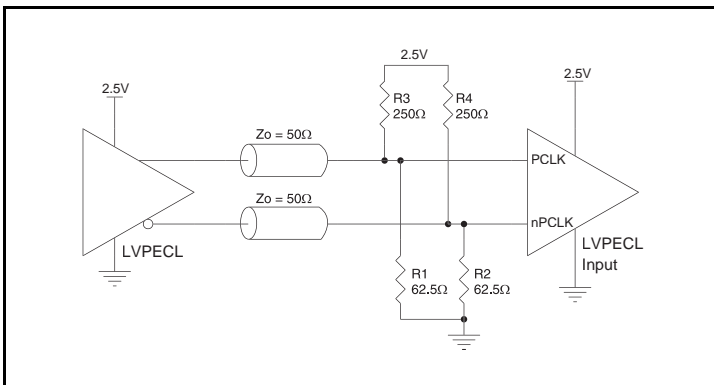 2.5V
2.5V
2.5V
R3
250Ω
R4
250Ω
Zo = 50Ω
PCLK
Zo = 50Ω
nPCLK
LVPECL
LVPECL
Input
R1
62.5Ω
R2
62.5Ω